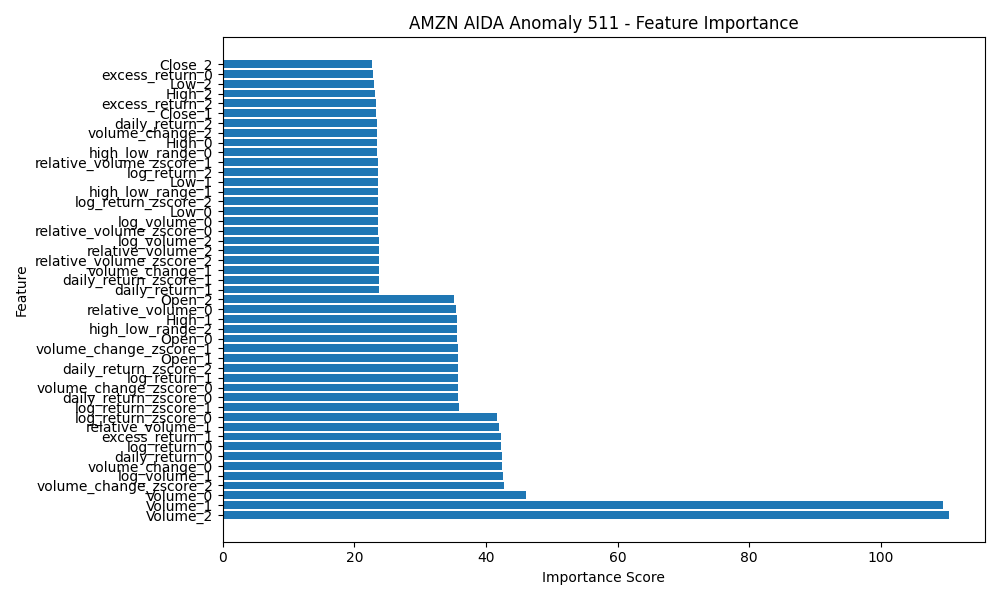 AMZN AIDA Anomaly 511 - Feature Importance
Close_2
excess_return_0
Low_2
High_2
excess_return_2
Close_1
daily_return_2
volume_change_2
High_0
high_low_range_0
relative_volume_zscore_1
log_return_2
Low_1
high_low_range_1
log_return_zscore_2
Low_0
log_volume_0
relative_volume_zscore_0
log_volume_2
relative_volume_2
relative_volume_zscore_2
volume_change_1
daily_return_zscore_1
daily_return_1
Open_2
relative_volume_0
High_1
high_low_range_2
Open_0
volume_change_zscore_1
Open_1
daily_return_zscore_2
log_return_1
volume_change_zscore_0
daily_return_zscore_0
log_return_zscore_1
log_return_zscore_0
relative_volume_1
excess_return_1
log_return_0
daily_return_0
volume_change_0
log_volume_1
volume_change_zscore_2
Volume_0
Volume_1
Volume_2
Feature
0 20 40 60 80 100
Importance Score